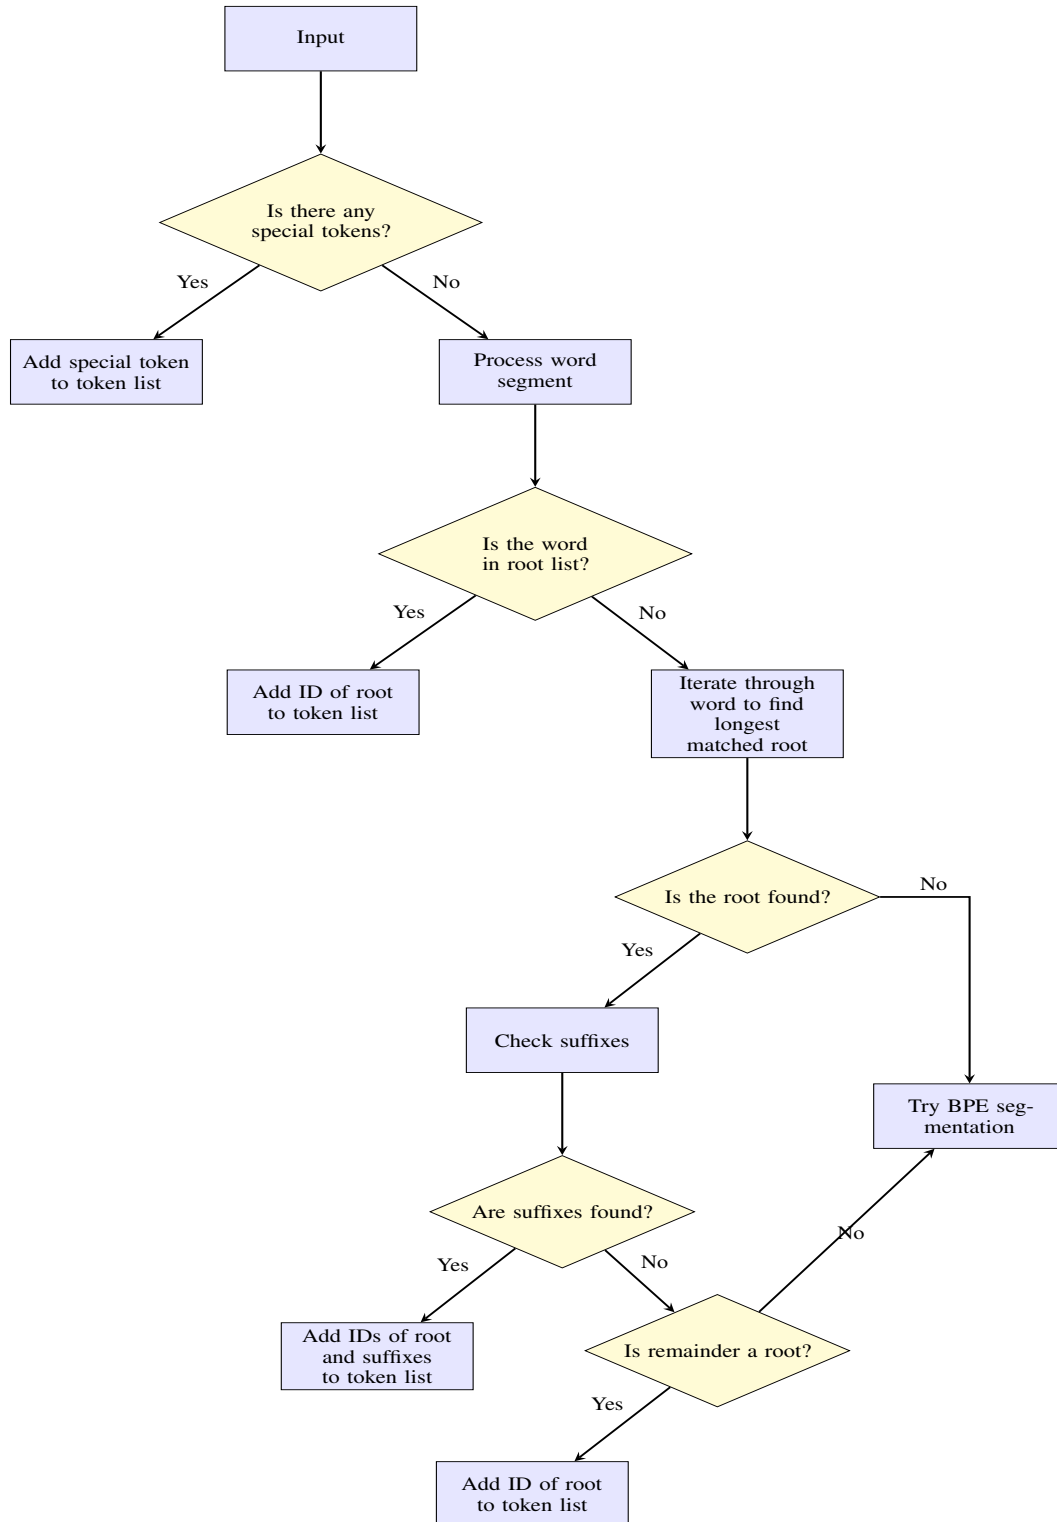 Input
Is there any
special tokens?
Yes
No
Add special token
to token list
Process word
segment
Is the word
in root list?
Yes
No
Add ID of root
to token list
Iterate through
word to find
longest
matched root
Is the root found?
No
Yes
Check suffixes
Try BPE seg-
mentation
Are suffixes found?
No
Yes
No
Add IDs of root
and suffixes
to token list
Is remainder a root?
Yes
Add ID of root
to token list